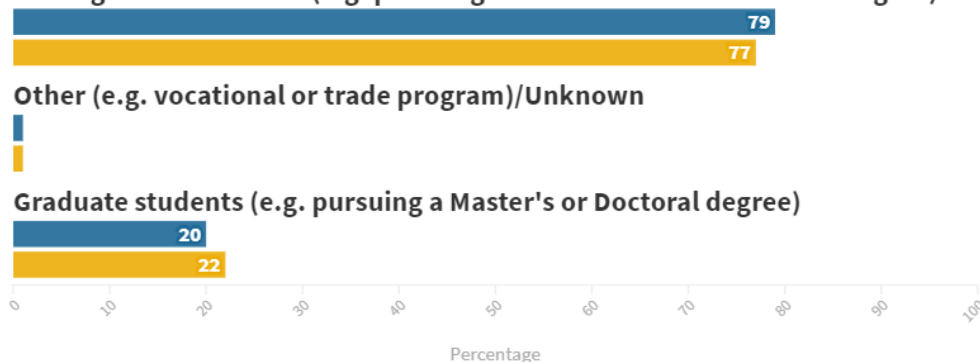 79
77
Other (e.g. vocational or trade program)/Unknown
Graduate students (e.g. pursuing a Master's or Doctoral degree)
20
22
0 10 20 30 40 50 60 70 80 90 100
Percentage